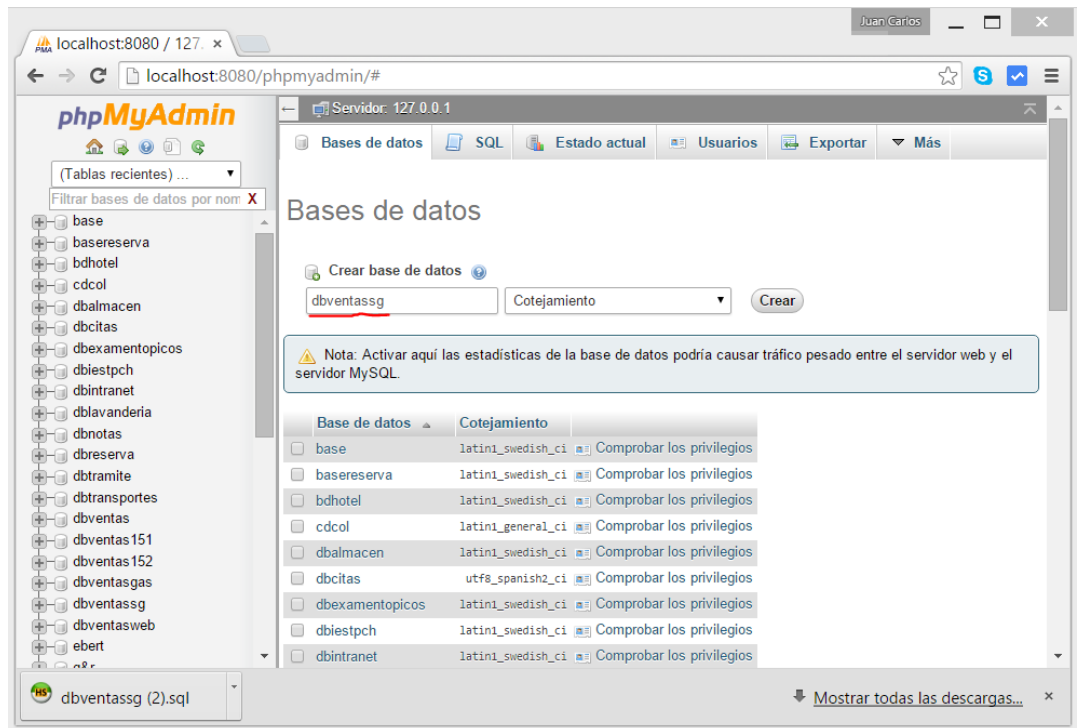 Juan Carlos
PMA localhost:8080 / 127. ×
localhost:8080/phpmyadmin/#
phpMyAdmin
(Tablas recientes) ...
Filtrar bases de datos por nom X
base
basereserva
bdhotel
cdcol
dbalmacen
dbcitas
dbexamentopicos
dbiestpch
dbintranet
dblavanderia
dbnotas
dbreserva
dbtramite
dbtransportes
dbventas
dbventas151
dbventas152
dbventasgas
dbventassg
dbventasweb
ebert
Servidor: 127.0.0.1
Bases de datos SQL Estado actual Usuarios Exportar Más
Bases de datos
Crear base de datos
dbventassg Cotejamiento Crear
Nota: Activar aquí las estadísticas de la base de datos podría causar tráfico pesado entre el servidor web y el
servidor MySQL.
Base de datos Cotejamiento
base latin1_swedish_ci Comprobar los privilegios
basereserva latin1_swedish_ci Comprobar los privilegios
bdhotel latin1_swedish_ci Comprobar los privilegios
cdcol latin1_general_ci Comprobar los privilegios
dbalmacen latin1_swedish_ci Comprobar los privilegios
dbcitas utf8_spanish2_ci Comprobar los privilegios
dbexamentopicos latin1_swedish_ci Comprobar los privilegios
dbiestpch latin1_swedish_ci Comprobar los privilegios
dbintranet latin1_swedish_ci Comprobar los privilegios
HS dbventassg (2).sql
Mostrar todas las descargas... ×